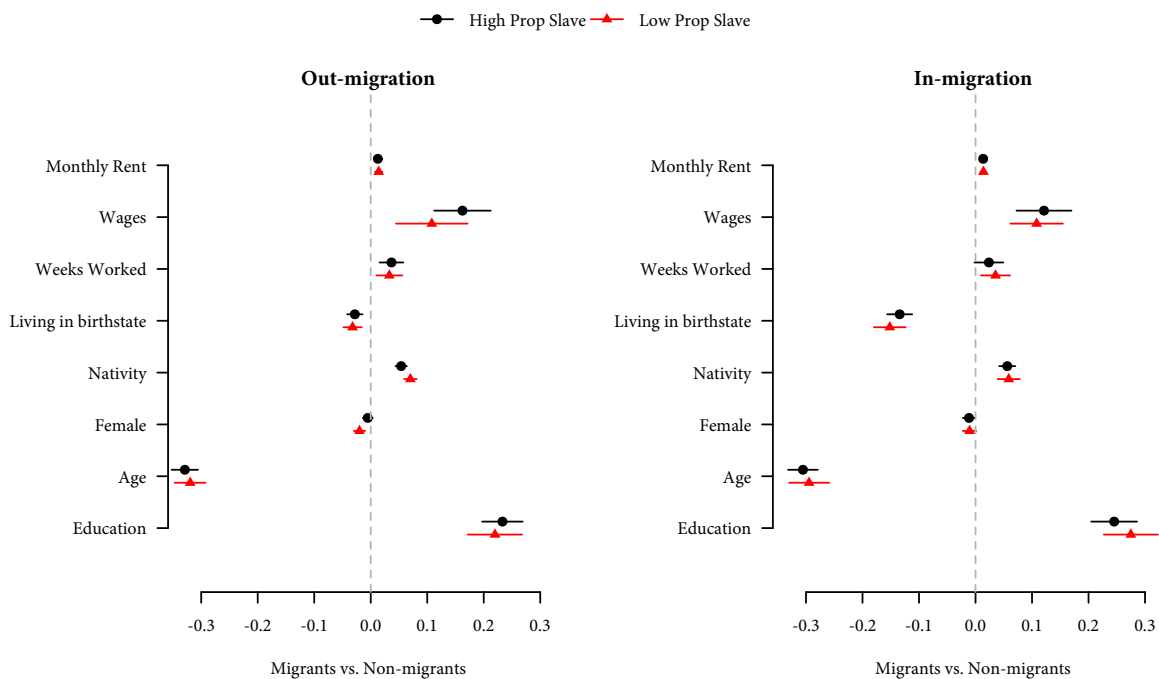 High Prop Slave Low Prop Slave
Out-migration
Monthly Rent
Wages
Weeks Worked
Living in birthstate
Nativity
Female
Age
Education
-0.3 -0.2 -0.1 0.0 0.1 0.2 0.3
Migrants vs. Non-migrants
In-migration
Monthly Rent
Wages
Weeks Worked
Living in birthstate
Nativity
Female
Age
Education
-0.3 -0.2 -0.1 0.0 0.1 0.2 0.3
Migrants vs. Non-migrants